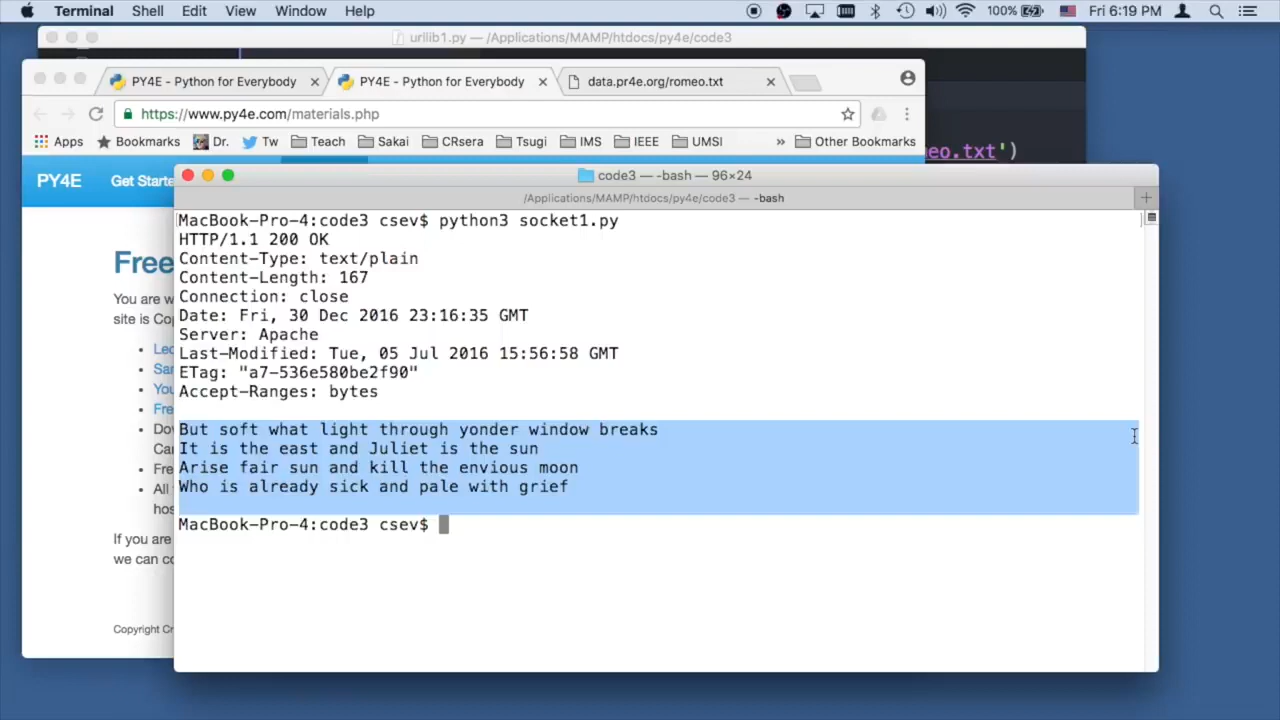 Terminal Shell Edit View Window Help 100% Fri 6:19 PM
urllib1.py — /Applications/MAMP/htdocs/py4e/code3
PY4E - Python for Everybody PY4E - Python for Everybody data.pr4e.org/romeo.txt
https://www.py4e.com/materials.php
Apps Bookmarks Dr. Tw Teach Sakai CRsera Tsugi IMS IEEE UMSI » Other Bookmarks
eo.txt')
PY4E Get Starte
code3 — -bash — 96×24
/Applications/MAMP/htdocs/py4e/code3 — -bash
MacBook-Pro-4:code3 csev$ python3 socket1.py
HTTP/1.1 200 OK
Content-Type: text/plain
Content-Length: 167
Connection: close
Date: Fri, 30 Dec 2016 23:16:35 GMT
Server: Apache
Last-Modified: Tue, 05 Jul 2016 15:56:58 GMT
ETag: "a7-536e580be2f90"
Accept-Ranges: bytes
But soft what light through yonder window breaks
It is the east and Juliet is the sun
Arise fair sun and kill the envious moon
Who is already sick and pale with grief
MacBook-Pro-4:code3 csev$
Free
You are w
site is Cop
Lec
Sar
You
Fre
Dov
Car
Fre
All
hos
If you are
we can co
Copyright Cr